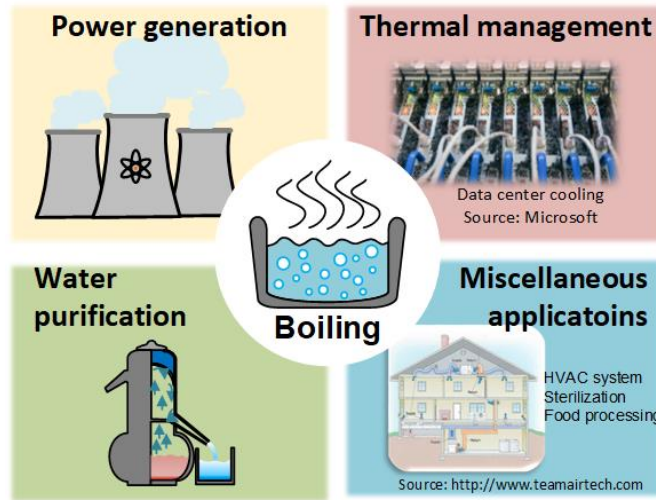 Power generation
Thermal management
Data center cooling
Source: Microsoft
Water
purification
Boiling
Miscellaneous
applicatoins
HVAC system
Sterilization
Food processing
Source: http://www.teamairtech.com